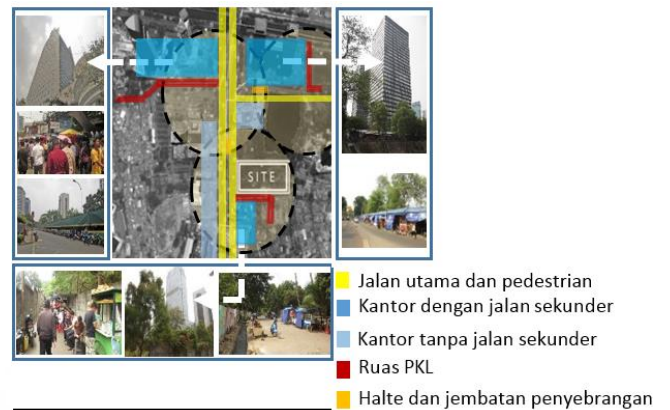 SITE
Jalan utama dan pedestrian
Kantor dengan jalan sekunder
Kantor tanpa jalan sekunder
Ruas PKL
Halte dan jembatan penyebrangan